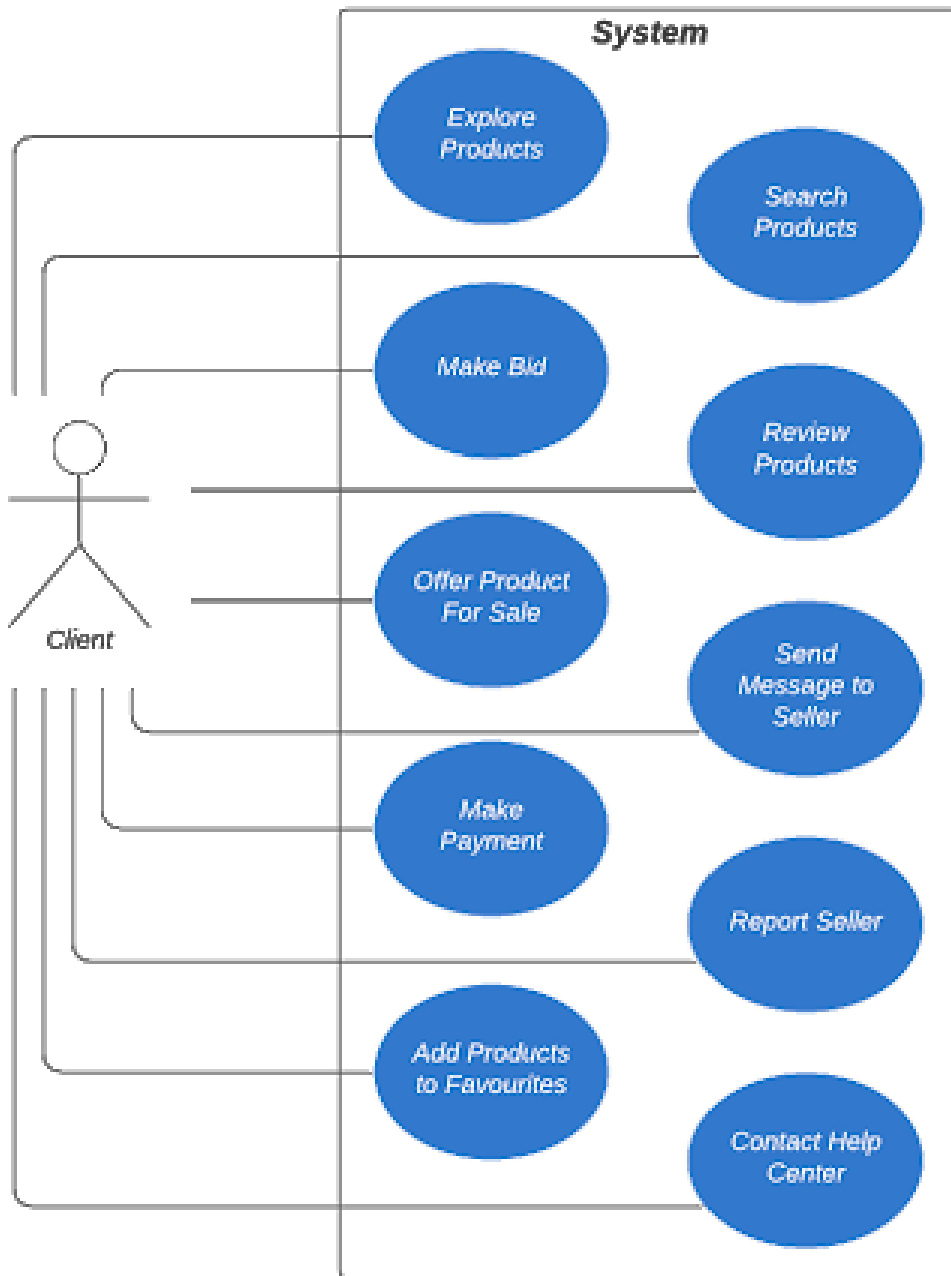 System
Explore
Products
Search
Products
Make Bid
Review
Products
Offer Product
For Sale
Client
Send
Message to
Seller
Make
Payment
Report Seller
Add Products
to Favourites
Contact Help
Center